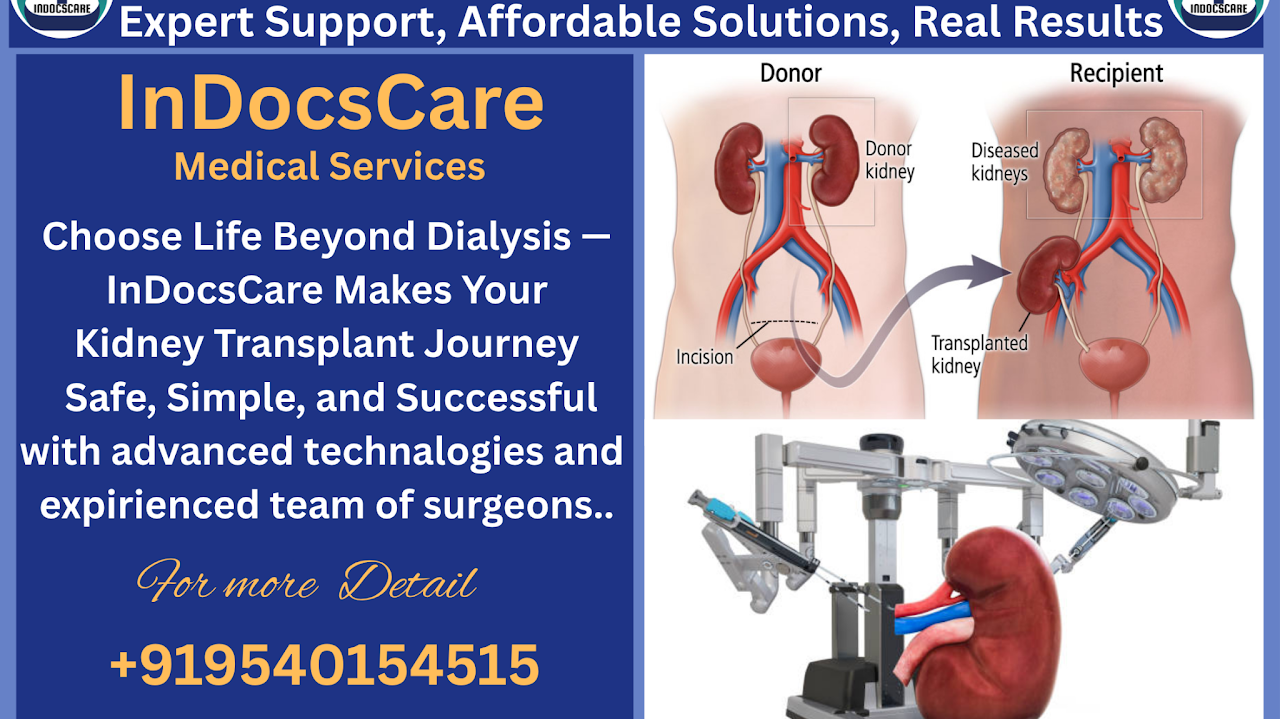 INDOCSCARE
Expert Support, Affordable Solutions, Real Results
INDOCSCARE
InDocsCare
Medical Services
Choose Life Beyond Dialysis —
InDocsCare Makes Your
Kidney Transplant Journey
Safe, Simple, and Successful
with advanced technalogies and
expirienced team of surgeons..
For more Detail
+919540154515
Donor
Recipient
Donor
kidney
Diseased
kidneys
Incision
Transplanted
kidney